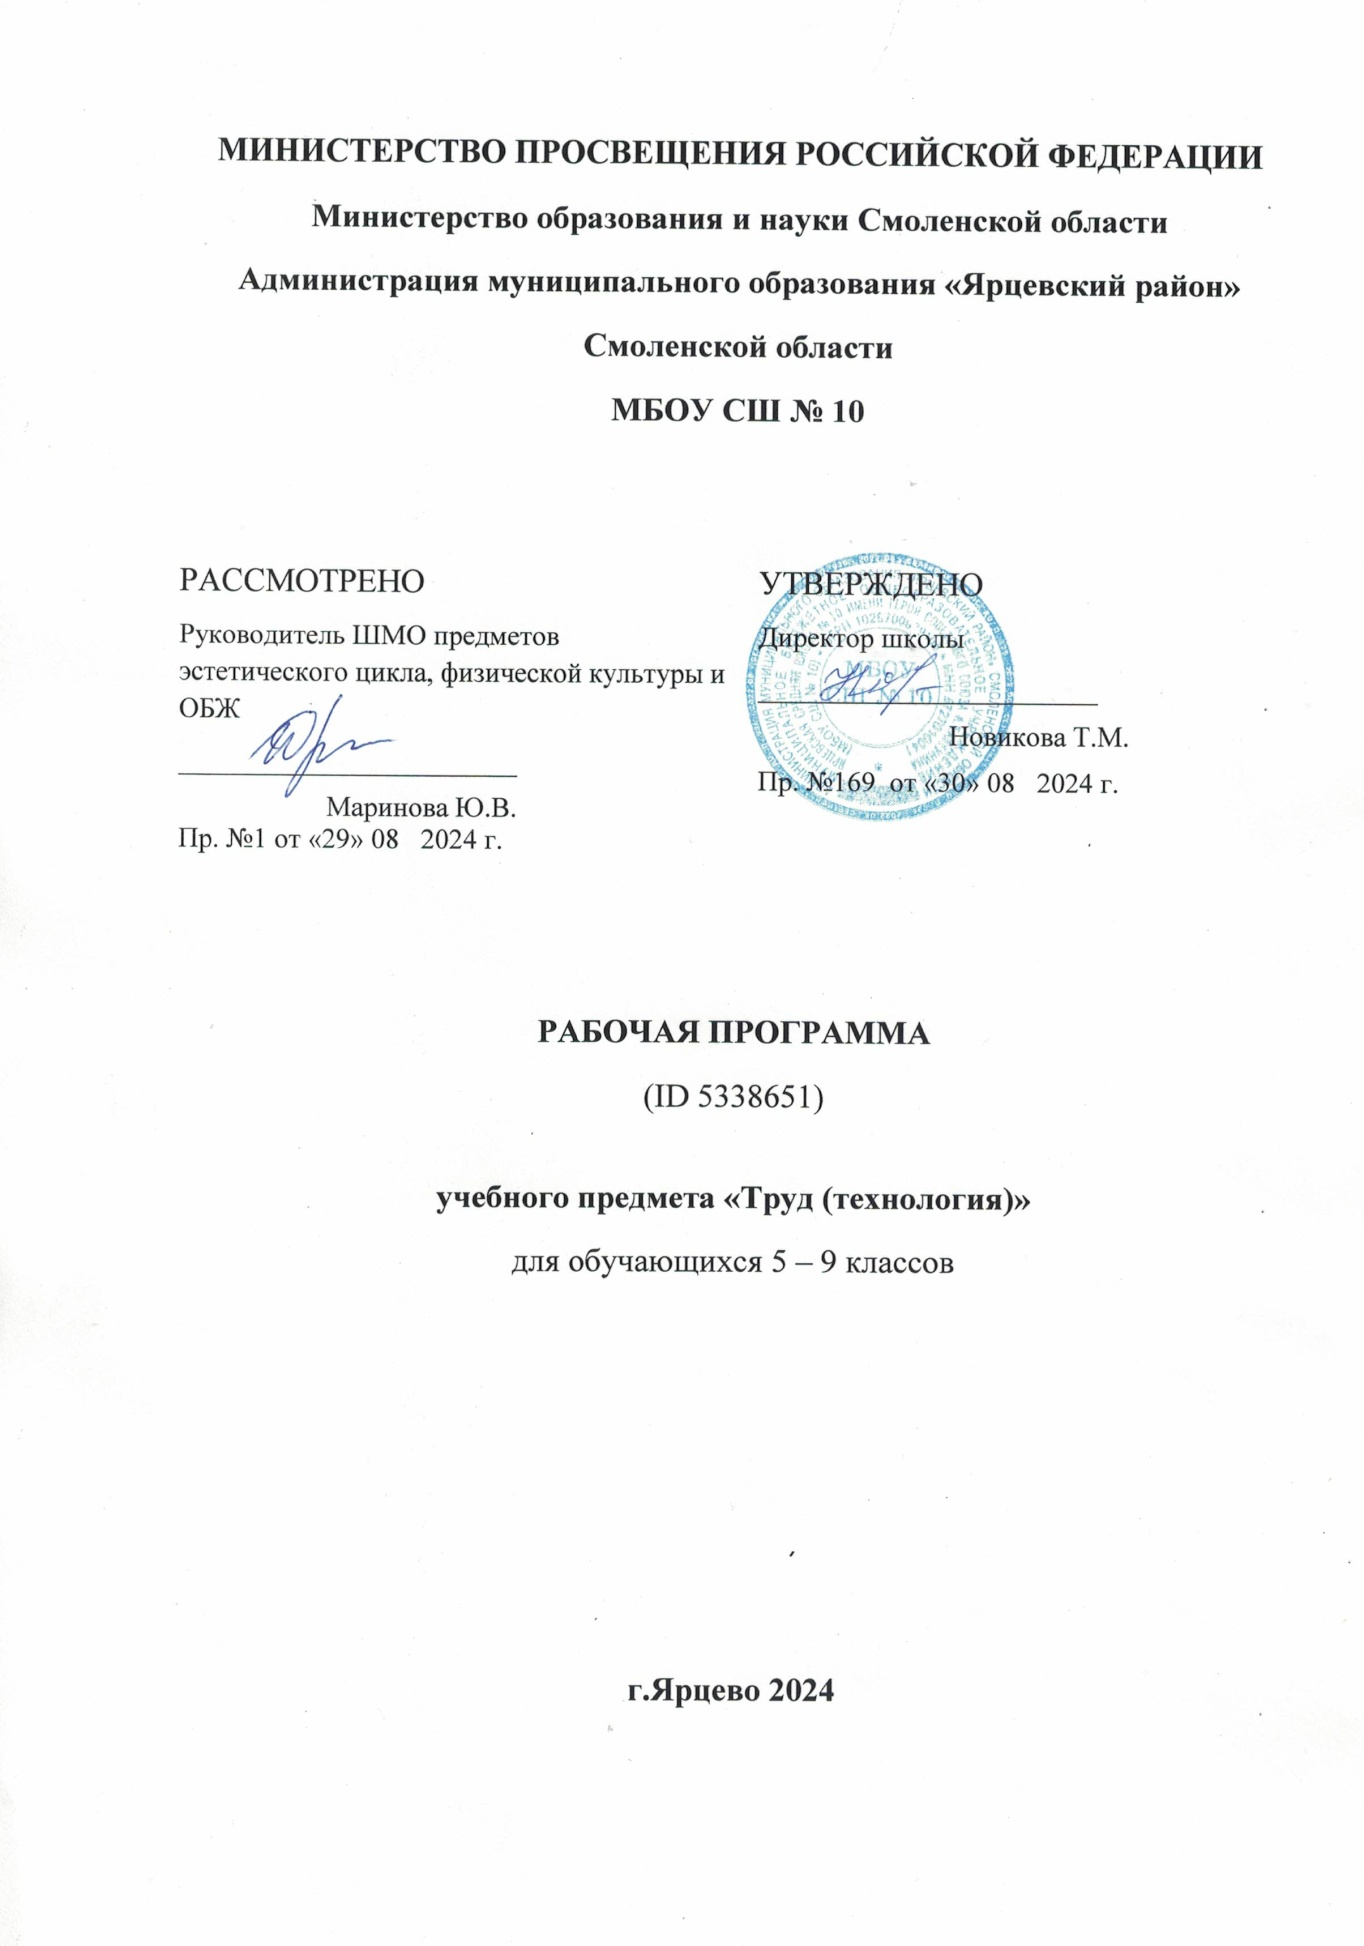 МИНИСТЕРСТВО ПРОСВЕЩЕНИЯ РОССИЙСКОЙ ФЕДЕРАЦИИ
Министерство образования и науки Смоленской области
Администрация муниципального образования «Ярцевский район»
Смоленской области
МБОУ СШ № 10
РАССМОТРЕНО
Руководитель ШМО предметов
эстетического цикла, физической культуры и
ОБЖ
Маринова Ю.В.
Пр. №1 от «29» 08 2024 г.
УТВЕРЖДЕНО
Директор школы
МБОУ
№ 10
Новикова Т.М.
Пр. №169 от «30» 08 2024 г.
РАБОЧАЯ ПРОГРАММА
(ID 5338651)
учебного предмета «Труд (технология)»
для обучающихся 5 – 9 классов
г.Ярцево 2024